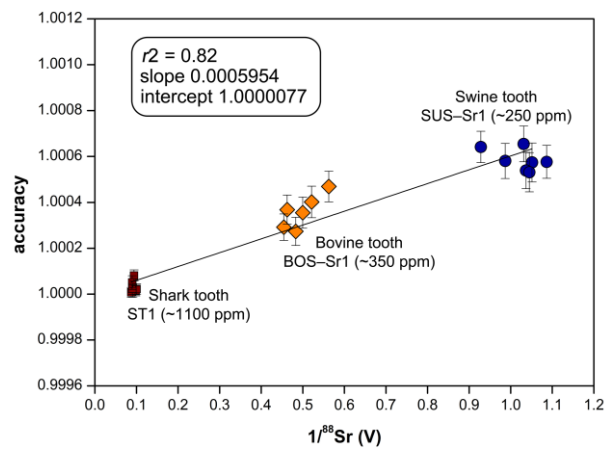 1.0012
1.0010
1.0008
1.0006
1.0004
1.0002
1.0000
0.9998
0.9996
accuracy
r2 = 0.82
slope 0.0005954
intercept 1.0000077
Swine tooth
SUS–Sr1 (~250 ppm)
Bovine tooth
BOS–Sr1 (~350 ppm)
Shark tooth
ST1 (~1100 ppm)
0.0 0.1 0.2 0.3 0.4 0.5 0.6 0.7 0.8 0.9 1.0 1.1 1.2
1/⁸⁸Sr (V)